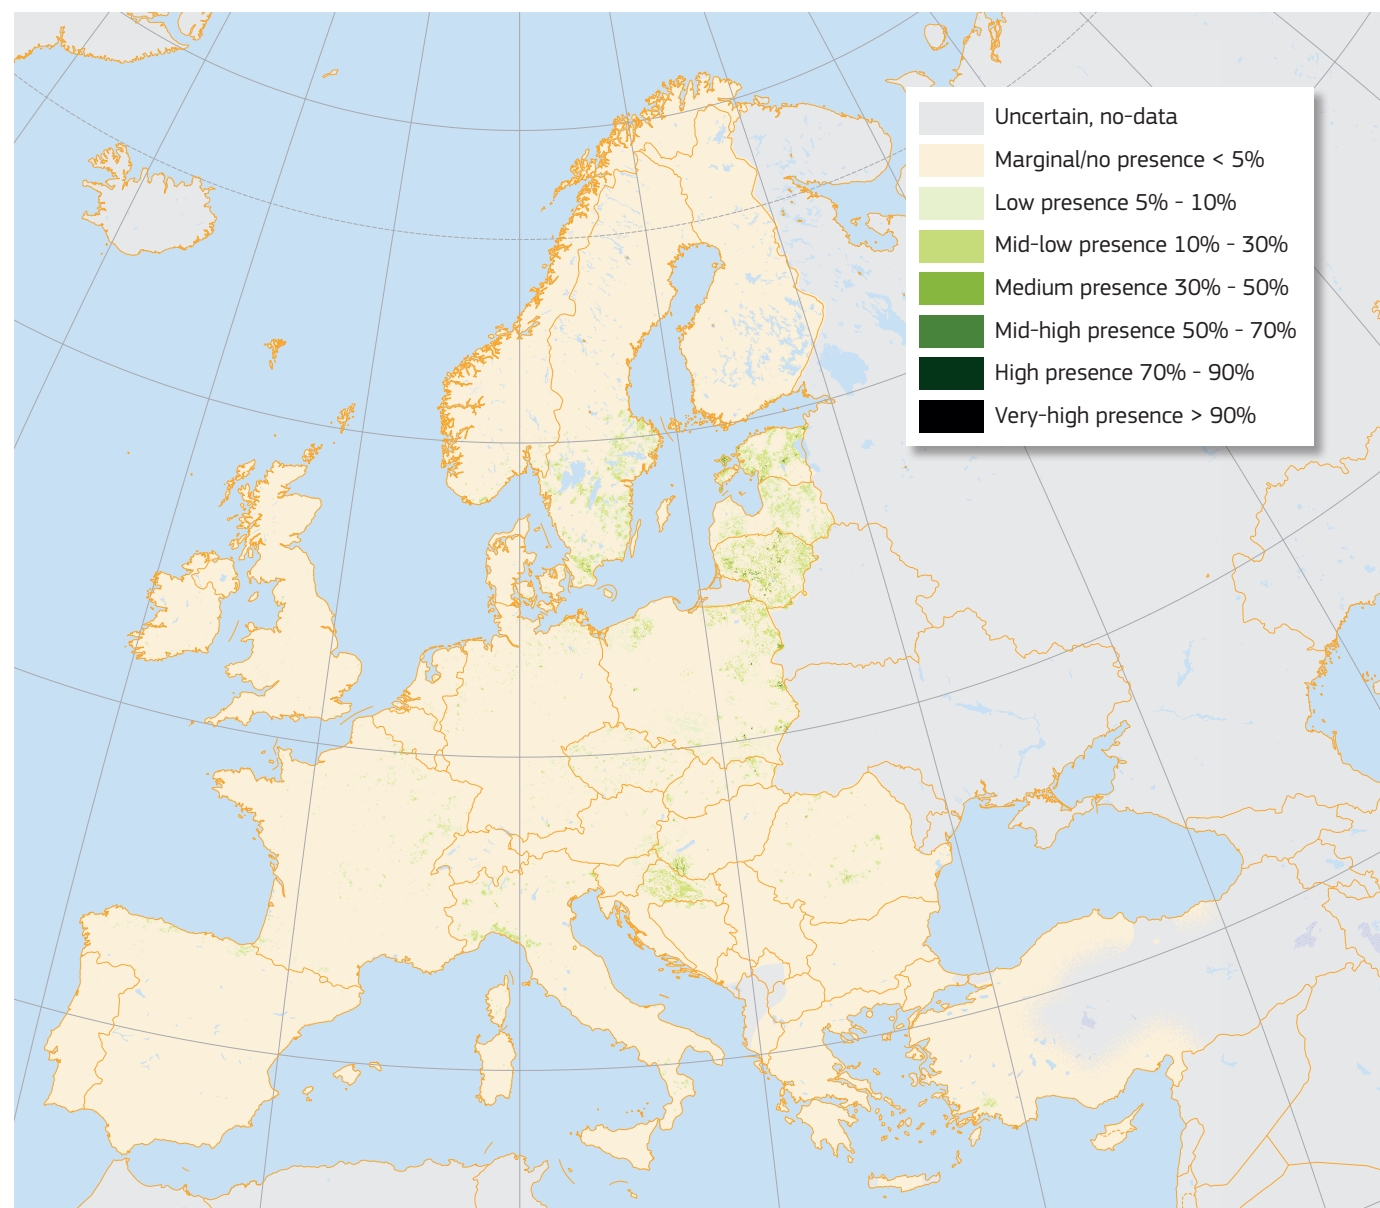 Uncertain, no-data
Marginal/no presence < 5%
Low presence 5% - 10%
Mid-low presence 10% - 30%
Medium presence 30% - 50%
Mid-high presence 50% - 70%
High presence 70% - 90%
Very-high presence > 90%